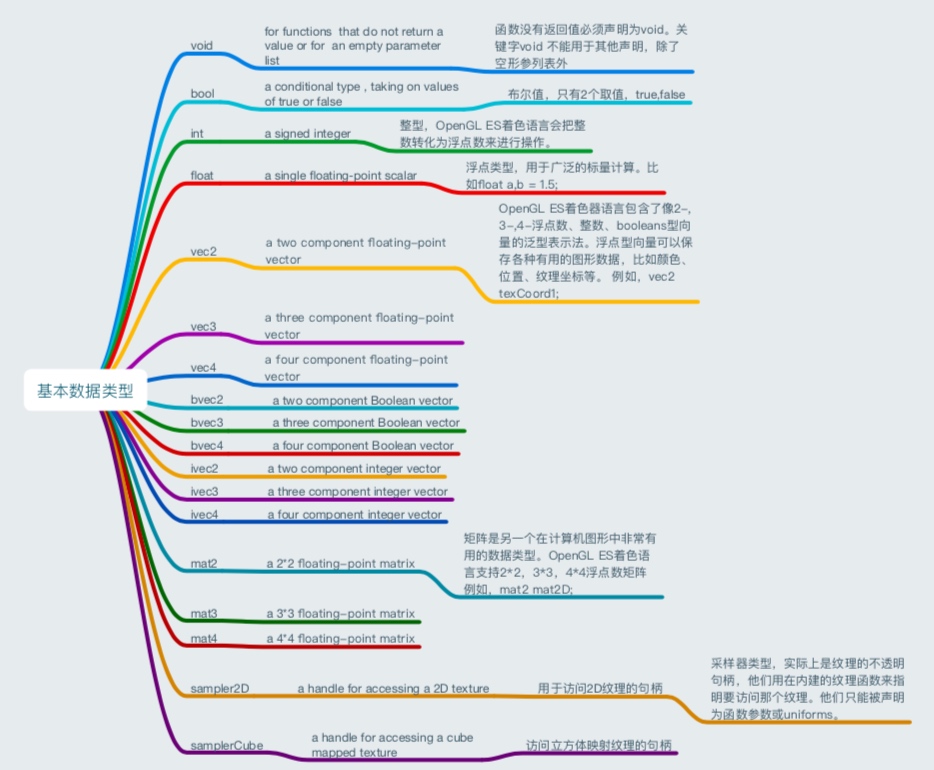 基本数据类型
void
for functions that do not return a
value or for an empty parameter
list
函数没有返回值必须声明为void。关
键字void 不能用于其他声明，除了
空形参列表外
bool
a conditional type , taking on values
of true or false
布尔值，只有2个取值，true,false
int
a signed integer
整型，OpenGL ES着色语言会把整
数转化为浮点数来进行操作。
float
a single floating-point scalar
浮点类型，用于广泛的标量计算。比
如float a,b = 1.5;
vec2
a two component floating–point
vector
OpenGL ES着色器语言包含了像2–,
3–,4–浮点数、整数、booleans型向
量的泛型表示法。浮点型向量可以保
存各种有用的图形数据，比如颜色、
位置、纹理坐标等。 例如，vec2
texCoord1;
vec3
a three component floating–point
vector
vec4
a four component floating–point
vector
bvec2
a two component Boolean vector
bvec3
a three component Boolean vector
bvec4
a four component Boolean vector
ivec2
a two component integer vector
ivec3
a three component integer vector
ivec4
a four component integer vector
mat2
a 2*2 floating–point matrix
矩阵是另一个在计算机图形中非常有
用的数据类型。OpenGL ES着色语
言支持2*2，3*3，4*4浮点数矩阵
例如，mat2 mat2D;
mat3
a 3*3 floating–point matrix
mat4
a 4*4 floating–point matrix
sampler2D
a handle for accessing a 2D texture
用于访问2D纹理的句柄
采样器类型，实际上是纹理的不透明
句柄，他们用在内建的纹理函数来指
明要访问那个纹理。他们只能被声明
为函数参数或uniforms。
samplerCube
a handle for accessing a cube
mapped texture
访问立方体映射纹理的句柄